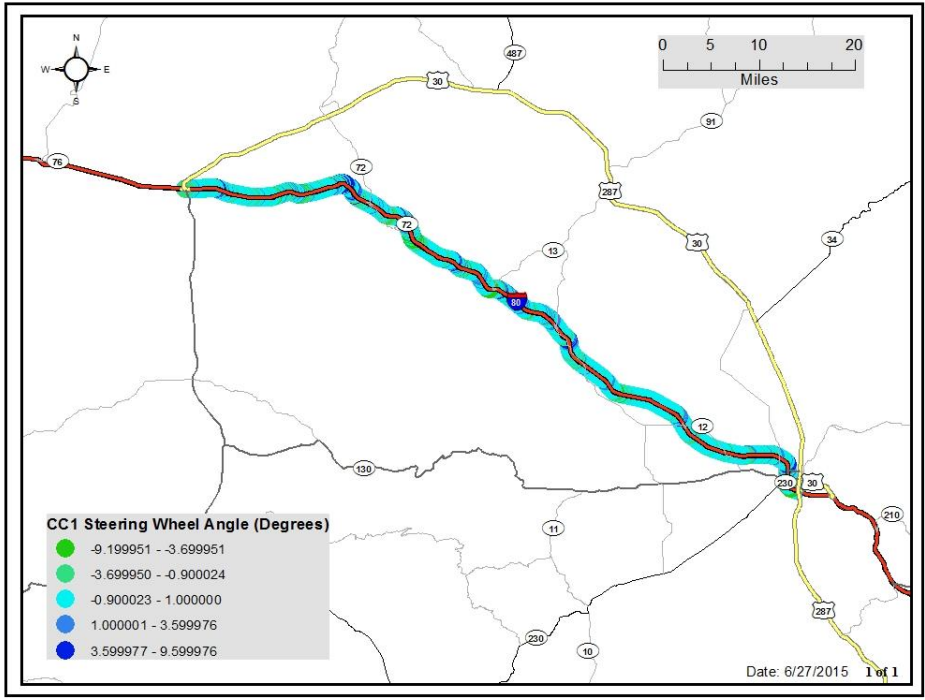 N
W E
S
487
0 5 10 20
Miles
30
91
76
72
287
72
13
30
34
80
12
130
230
30
210
11
CC1 Steering Wheel Angle (Degrees)
-9.199951 - -3.699951
-3.699950 - -0.900024
-0.900023 - 1.000000
1.000001 - 3.599976
3.599977 - 9.599976
287
230
10
Date: 6/27/2015 1 of 1